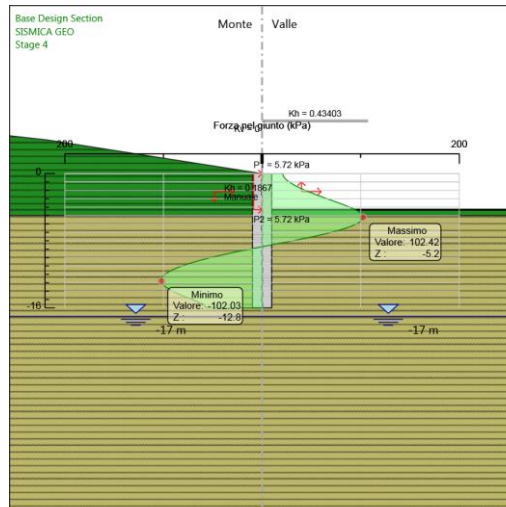 Base Design Section
SISMICA GEO
Stage 4
Monte
Valle
Kh = 0.43403
Forza nel giunto (kPa)
200
200
0
P1 = 5.72 kPa
Kh = 0.1867
Manuale
P2 = 5.72 kPa
Massimo
Valore: 102.42
Z : -5.2
Minimo
Valore: -102.03
Z : -12.8
-16
-17 m
-17 m